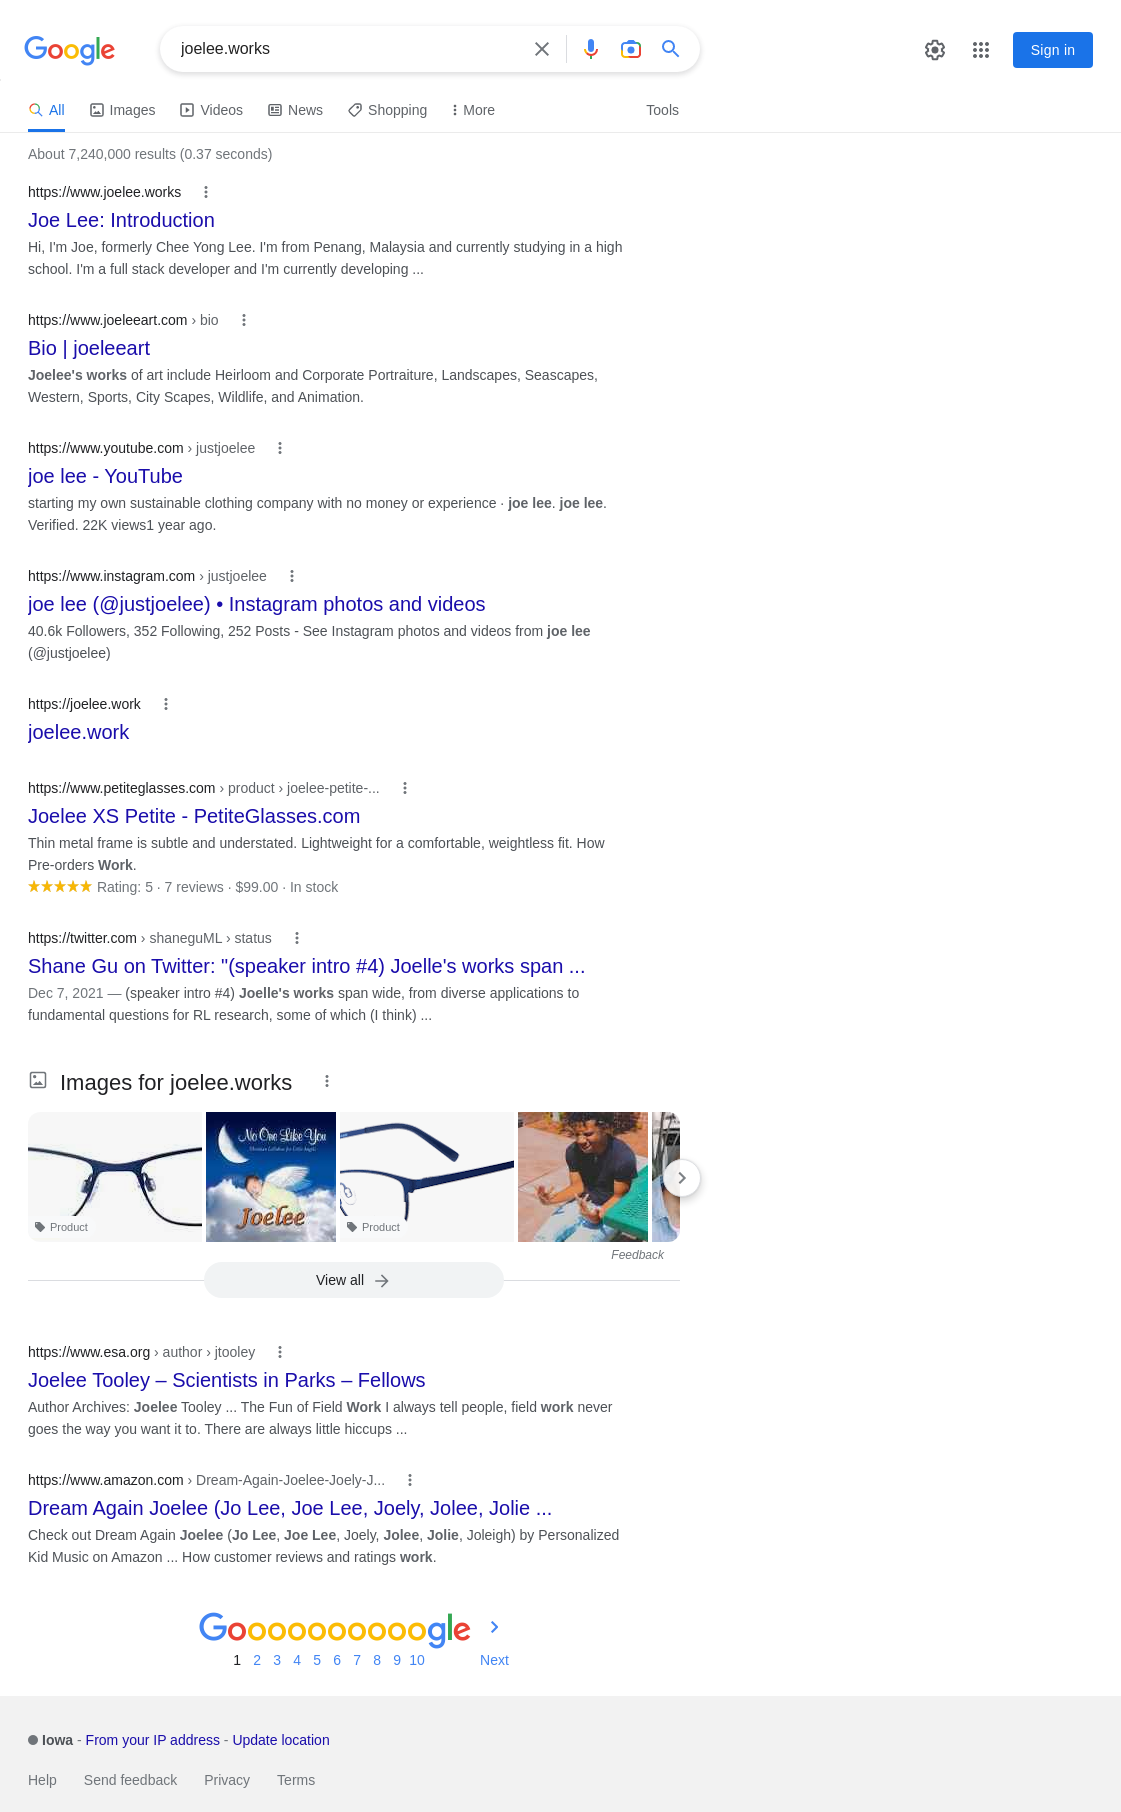 Google
joelee.works
Sign in
All Images Videos News Shopping More Tools
About 7,240,000 results (0.37 seconds)
https://www.joelee.works
Joe Lee: Introduction
Hi, I'm Joe, formerly Chee Yong Lee. I'm from Penang, Malaysia and currently studying in a high
school. I'm a full stack developer and I'm currently developing ...
https://www.joeleeart.com › bio
Bio | joeleeart
Joelee's works of art include Heirloom and Corporate Portraiture, Landscapes, Seascapes,
Western, Sports, City Scapes, Wildlife, and Animation.
https://www.youtube.com › justjoelee
joe lee - YouTube
starting my own sustainable clothing company with no money or experience · joe lee. joe lee.
Verified. 22K views1 year ago.
https://www.instagram.com › justjoelee
joe lee (@justjoelee) • Instagram photos and videos
40.6k Followers, 352 Following, 252 Posts - See Instagram photos and videos from joe lee
(@justjoelee)
https://joelee.work
joelee.work
https://www.petiteglasses.com › product › joelee-petite-...
Joelee XS Petite - PetiteGlasses.com
Thin metal frame is subtle and understated. Lightweight for a comfortable, weightless fit. How
Pre-orders Work.
Rating: 5 · 7 reviews · $99.00 · In stock
https://twitter.com › shaneguML › status
Shane Gu on Twitter: "(speaker intro #4) Joelle's works span ...
Dec 7, 2021 — (speaker intro #4) Joelle's works span wide, from diverse applications to
fundamental questions for RL research, some of which (I think) ...
Images for joelee.works
No One Like You
Joelee
Product
Product
Feedback
View all
https://www.esa.org › author › jtooley
Joelee Tooley – Scientists in Parks – Fellows
Author Archives: Joelee Tooley ... The Fun of Field Work I always tell people, field work never
goes the way you want it to. There are always little hiccups ...
https://www.amazon.com › Dream-Again-Joelee-Joely-J...
Dream Again Joelee (Jo Lee, Joe Lee, Joely, Jolee, Jolie ...
Check out Dream Again Joelee (Jo Lee, Joe Lee, Joely, Jolee, Jolie, Joleigh) by Personalized
Kid Music on Amazon ... How customer reviews and ratings work.
Goooooooooogle
1 2 3 4 5 6 7 8 9 10 Next
Iowa - From your IP address - Update location
Help Send feedback Privacy Terms